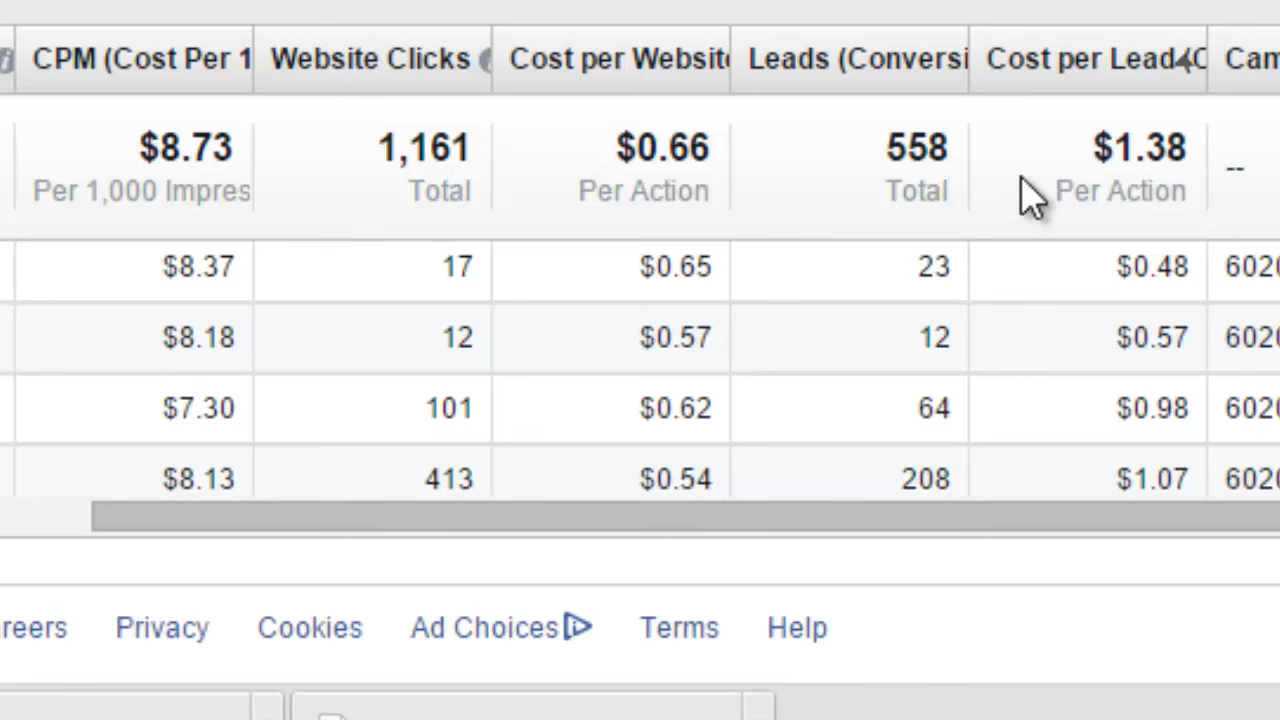 CPM (Cost Per 1 Website Clicks Cost per Website Leads (Conversi Cost per Lead (C Cam
$8.73 1,161 $0.66 558 $1.38 --
Per 1,000 Impres Total Per Action Total Per Action
$8.37 17 $0.65 23 $0.48 602
$8.18 12 $0.57 12 $0.57 602
$7.30 101 $0.62 64 $0.98 602
$8.13 413 $0.54 208 $1.07 602
reers Privacy Cookies Ad Choices Terms Help